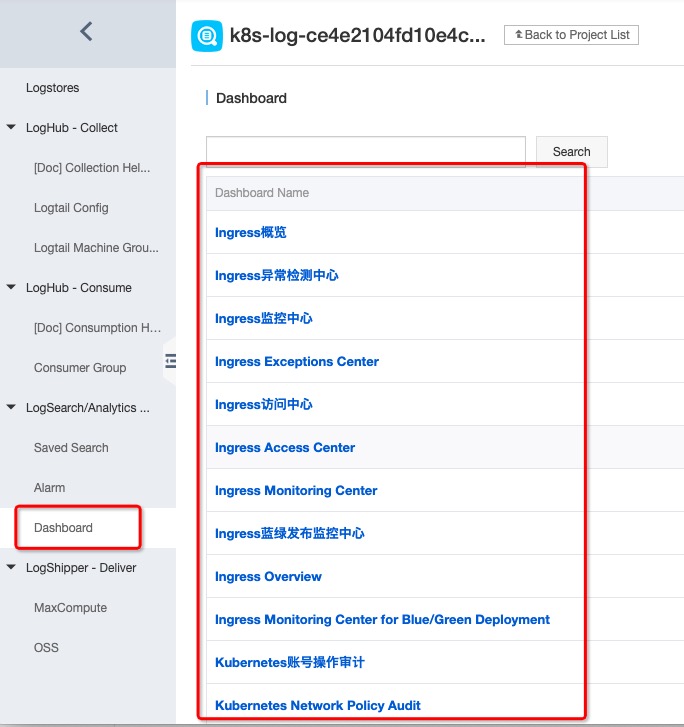 k8s-log-ce4e2104fd10e4c...
Back to Project List
Logstores
LogHub - Collect
[Doc] Collection Hel...
Logtail Config
Logtail Machine Grou...
LogHub - Consume
[Doc] Consumption H...
Consumer Group
LogSearch/Analytics ...
Saved Search
Alarm
Dashboard
LogShipper - Deliver
MaxCompute
OSS
Dashboard
Search
Dashboard Name
Ingress概览
Ingress异常检测中心
Ingress监控中心
Ingress Exceptions Center
Ingress访问中心
Ingress Access Center
Ingress Monitoring Center
Ingress蓝绿发布监控中心
Ingress Overview
Ingress Monitoring Center for Blue/Green Deployment
Kubernetes账号操作审计
Kubernetes Network Policy Audit